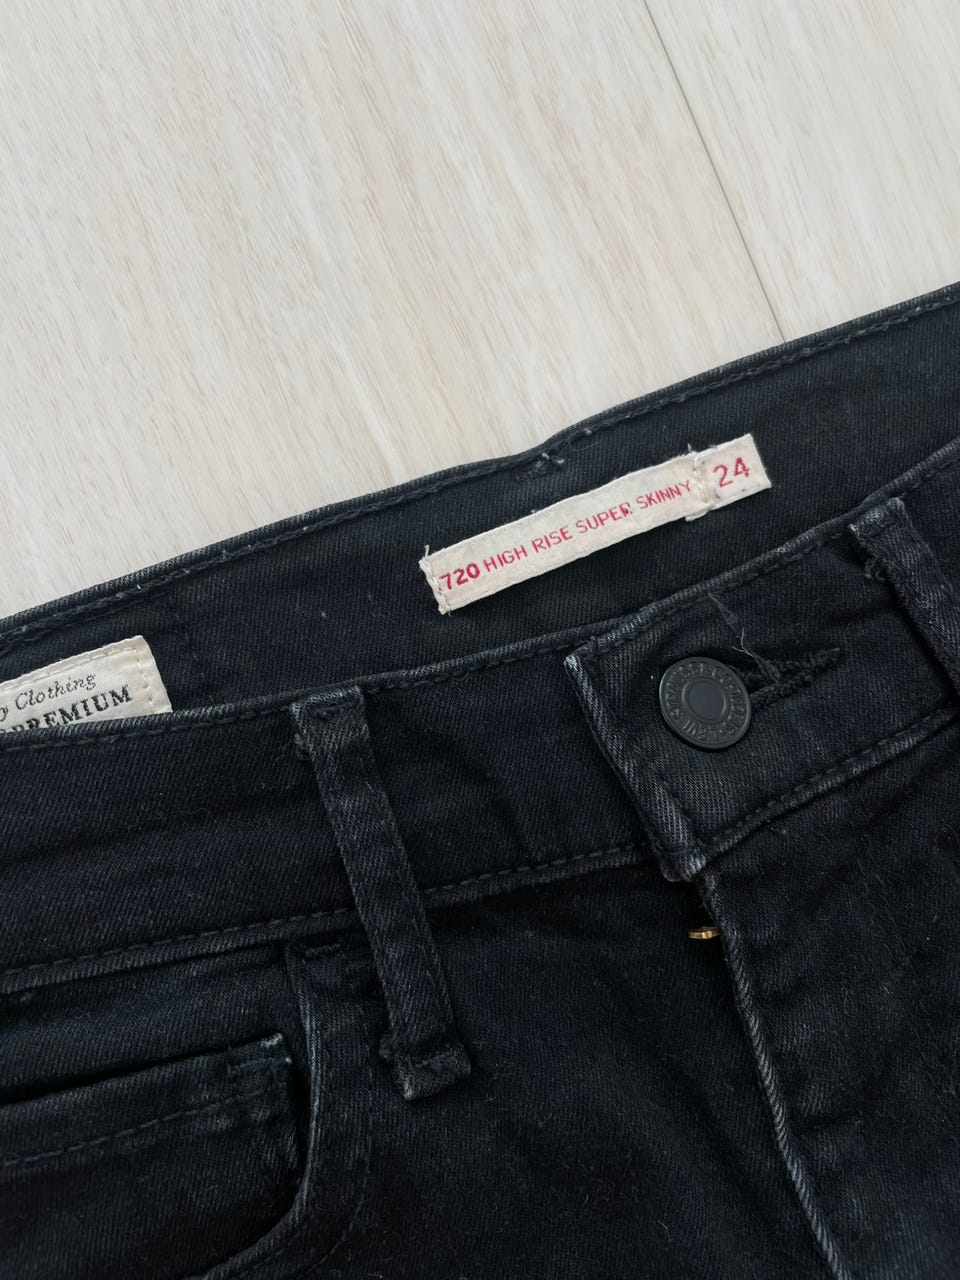 720 HIGH RISE SUPER SKINNY 24
Clothing
PREMIUM